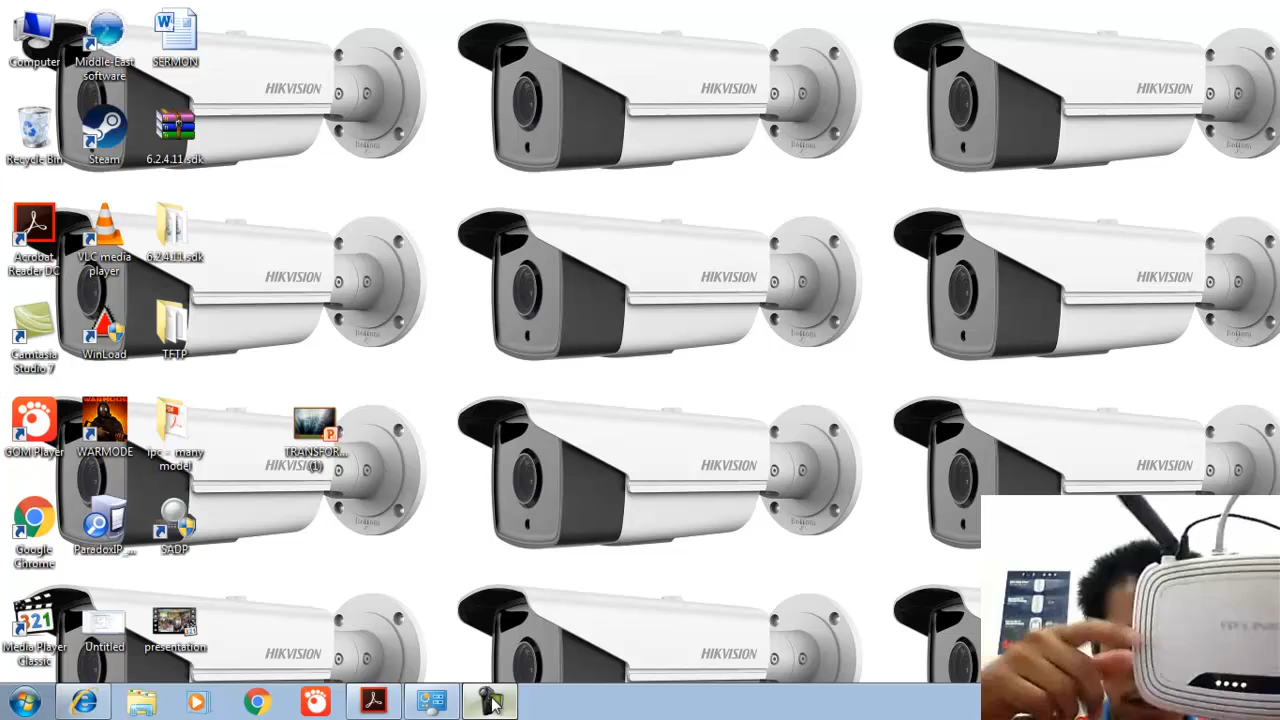 Computer
Middle-East
software
SERMON
HIKVISION
HIKVISION
HIKVISION
Recycle Bin
Steam
6.2.4.11.sdk
Acrobat
Reader DC
VLC media
player
6.2.4.11.sdk
HIKVISION
HIKVISION
HIKVISION
Camtasia
Studio 7
WinLoad
TFTP
GOM Player
WARMODE
ipc - many
model
TRANSFOR...
(1)
HIKVISION
HIKVISION
HIKVISION
Google
Chrome
ParadoxIP_...
SADP
Media Player
Classic
Untitled
presentation
HIKVISION
HIKVISION
TP-LINK